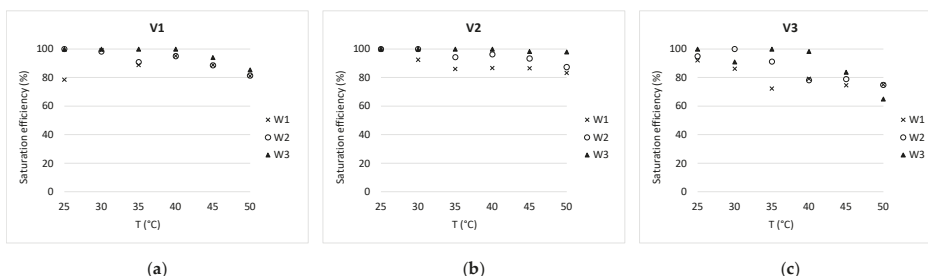 V1
Saturation efficiency (%)
100
80
60
40
20
0
25 30 35 40 45 50
T (°C)
W1
W2
W3
(a)
V2
Saturation efficiency (%)
100
80
60
40
20
0
25 30 35 40 45 50
T (°C)
W1
W2
W3
(b)
V3
Saturation efficiency (%)
100
80
60
40
20
0
25 30 35 40 45 50
T (°C)
W1
W2
W3
(c)